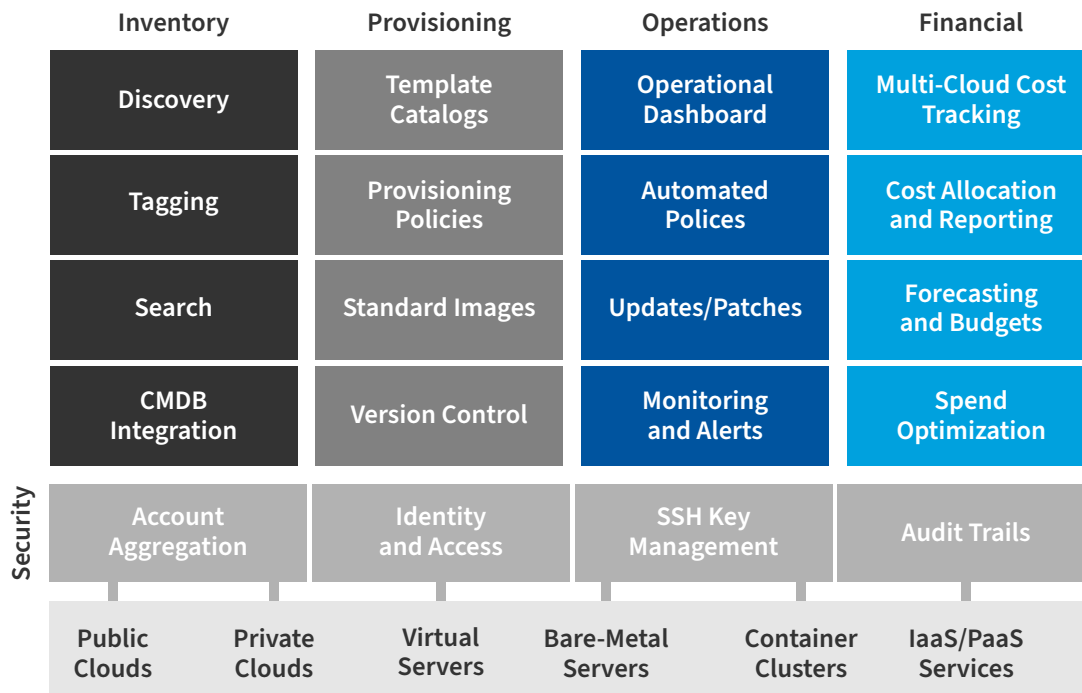 Inventory
Provisioning
Operations
Financial
Discovery
Template
Catalogs
Operational
Dashboard
Multi-Cloud Cost
Tracking
Tagging
Provisioning
Policies
Automated
Polices
Cost Allocation
and Reporting
Search
Standard Images
Updates/Patches
Forecasting
and Budgets
CMDB
Integration
Version Control
Monitoring
and Alerts
Spend
Optimization
Security
Account
Aggregation
Identity
and Access
SSH Key
Management
Audit Trails
Public
Clouds
Private
Clouds
Virtual
Servers
Bare-Metal
Servers
Container
Clusters
IaaS/PaaS
Services